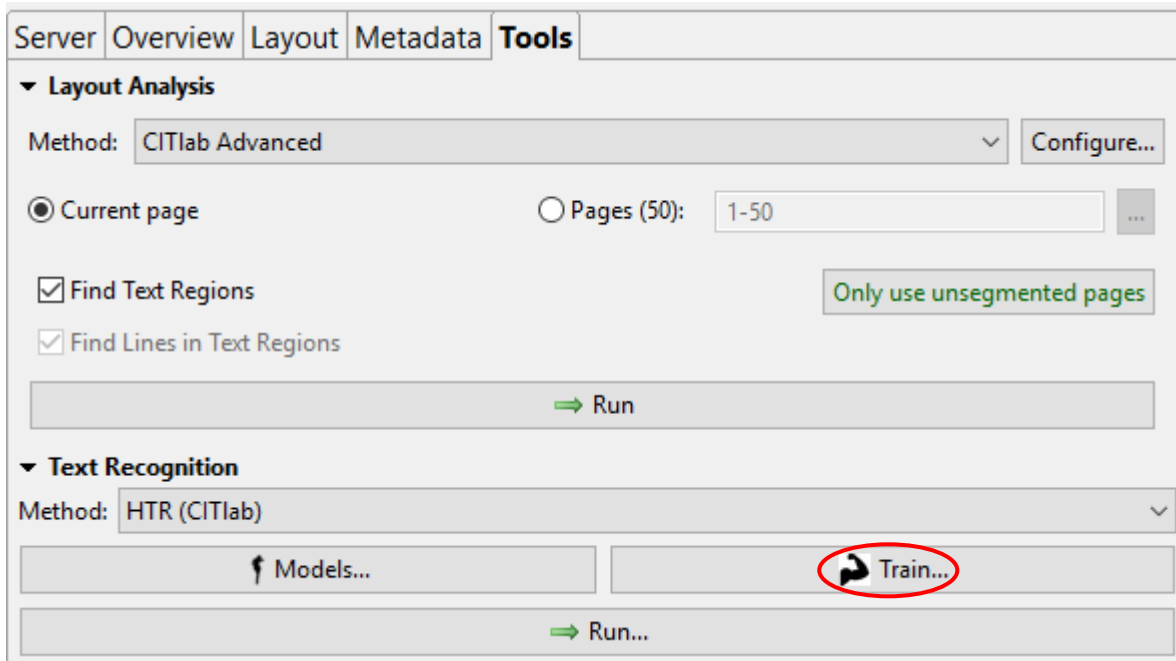 Server Overview Layout Metadata Tools
Layout Analysis
Method: CITlab Advanced Configure...
Current page Pages (50): 1-50 ...
Find Text Regions Only use unsegmented pages
Find Lines in Text Regions
Run
Text Recognition
Method: HTR (CITlab)
Models... Train...
Run...